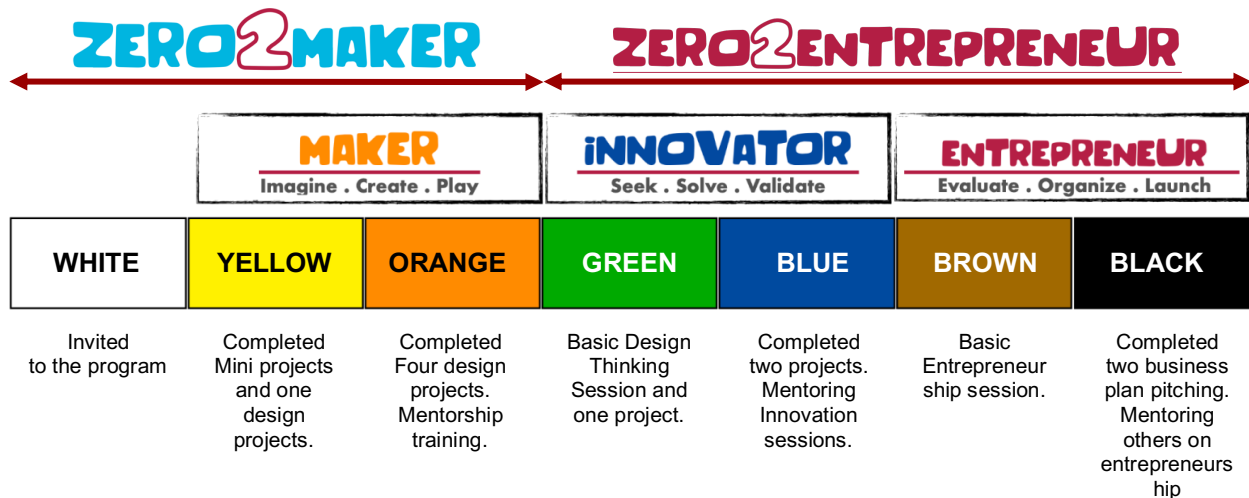 ZERO2MAKER
ZERO2ENTREPRENEUR
MAKER
Imagine . Create . Play
iNNOVATOR
Seek . Solve . Validate
ENTREPRENEUR
Evaluate . Organize . Launch
WHITE
YELLOW
ORANGE
GREEN
BLUE
BROWN
BLACK
Invited
to the program
Completed
Mini projects
and one
design
projects.
Completed
Four design
projects.
Mentorship
training.
Basic Design
Thinking
Session and
one project.
Completed
two projects.
Mentoring
Innovation
sessions.
Basic
Entrepreneur
ship session.
Completed
two business
plan pitching.
Mentoring
others on
entrepreneurs
hip